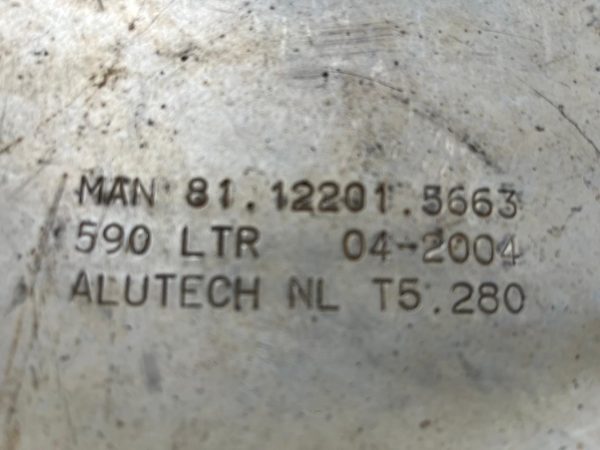 MAN 81.12201.5663
590 LTR 04-2004
ALUTECH NL T5.280